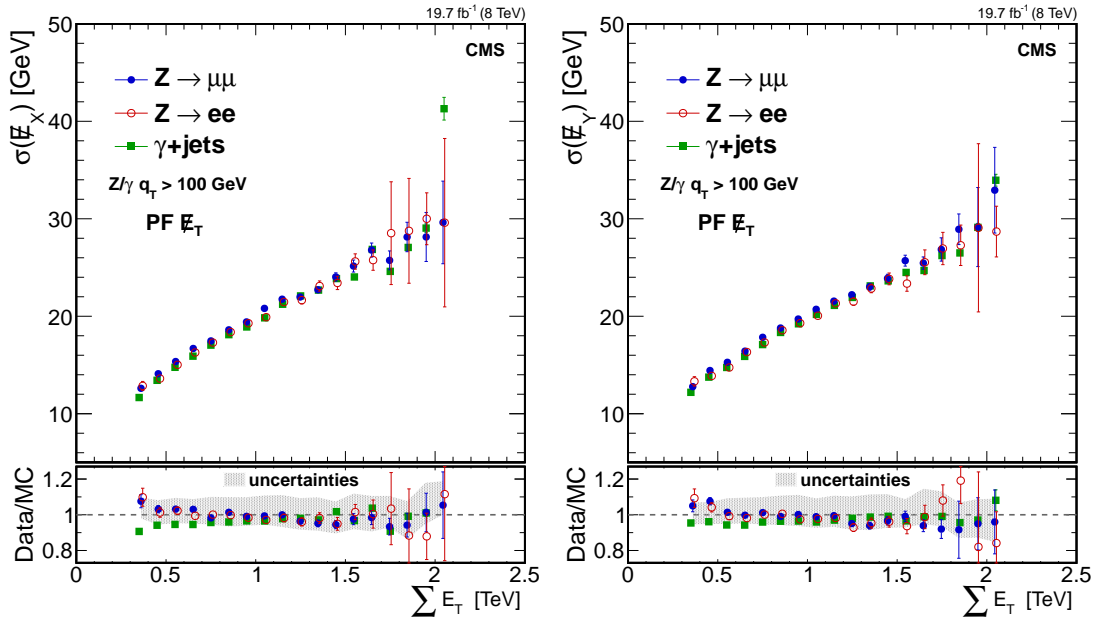 19.7 fb⁻¹ (8 TeV)
CMS
σ(E̸_X) [GeV]
50
40
30
20
10
Z → μμ
Z → ee
γ+jets
Z/γ q_T > 100 GeV
PF E̸_T
Data/MC
1.2
1
0.8
uncertainties
0 0.5 1 1.5 2 2.5
∑ E_T [TeV]
19.7 fb⁻¹ (8 TeV)
CMS
σ(E̸_Y) [GeV]
50
40
30
20
10
Z → μμ
Z → ee
γ+jets
Z/γ q_T > 100 GeV
PF E̸_T
Data/MC
1.2
1
0.8
uncertainties
0 0.5 1 1.5 2 2.5
∑ E_T [TeV]